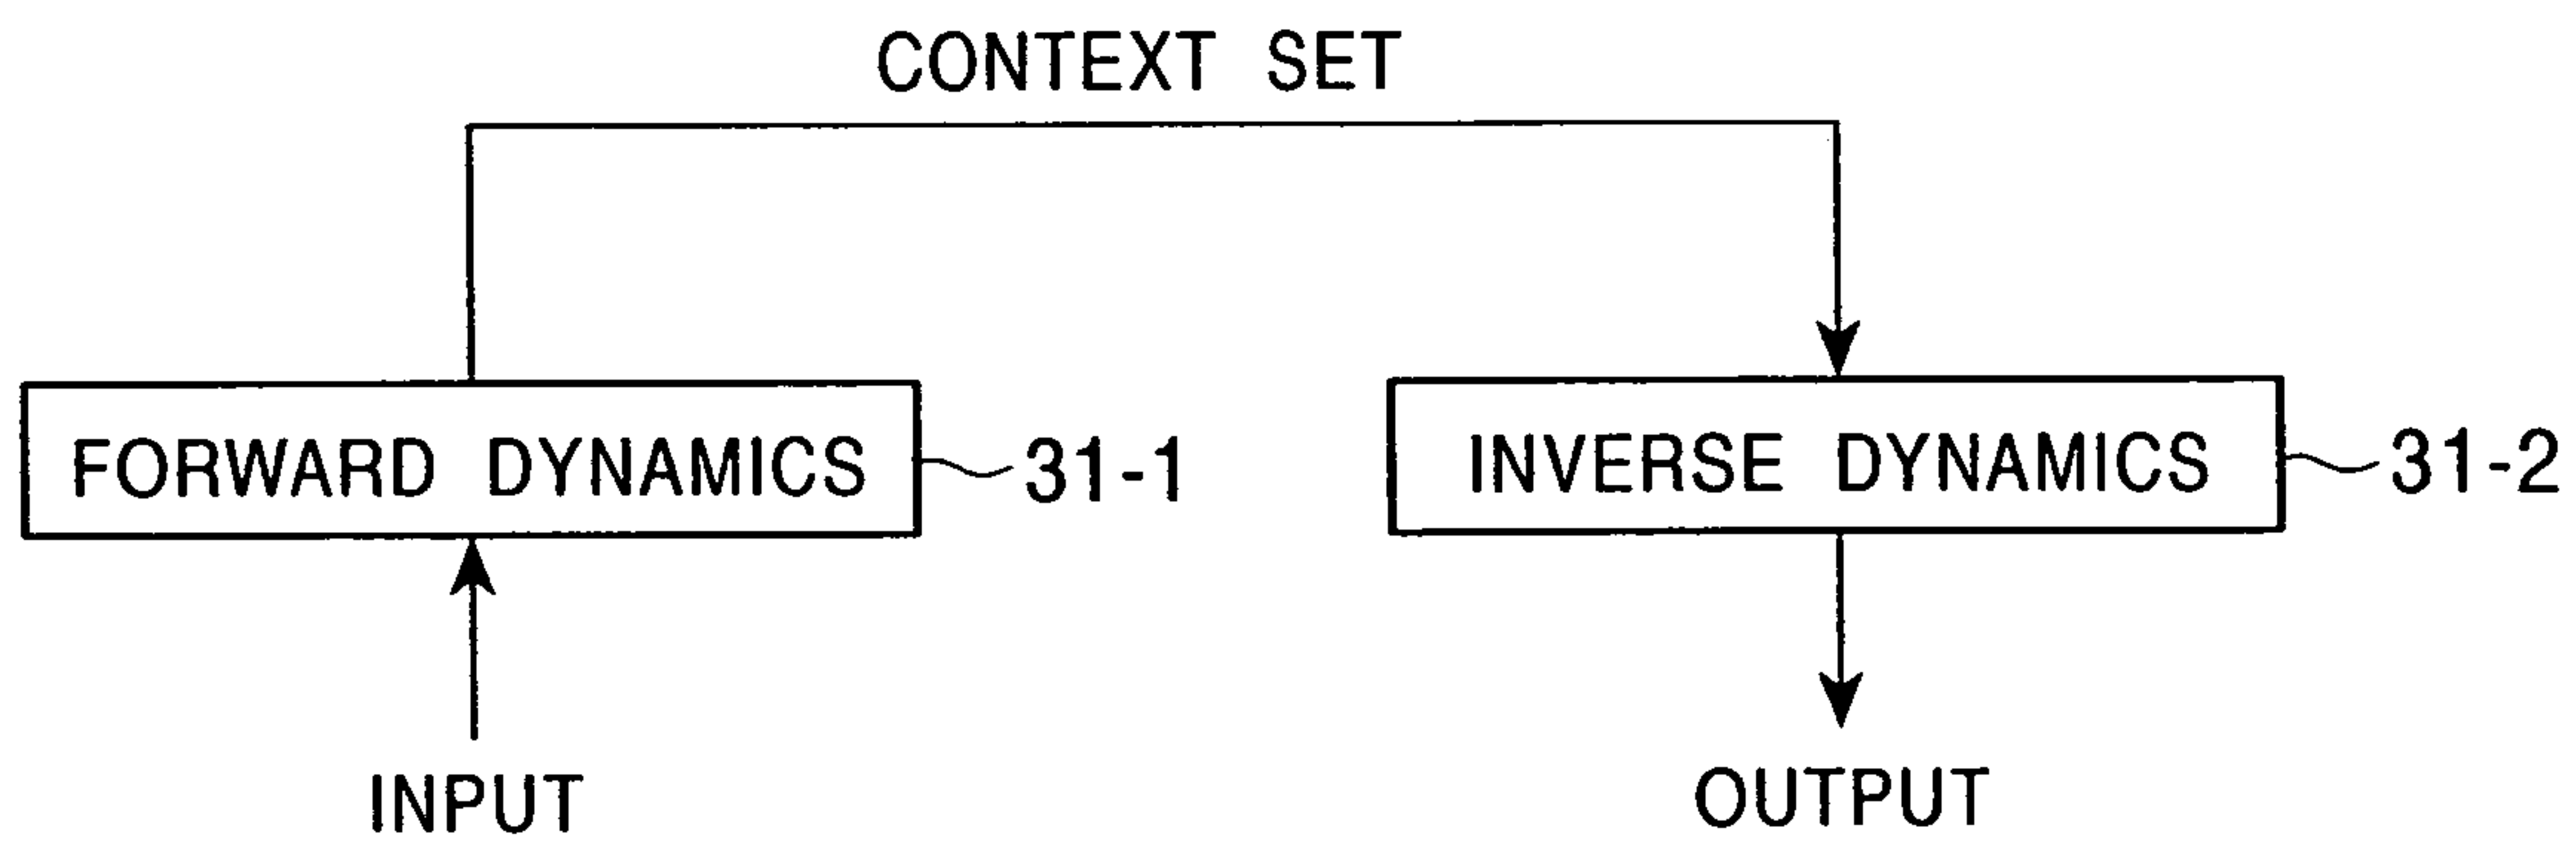 CONTEXT SET
FORWARD DYNAMICS 31-1
INVERSE DYNAMICS 31-2
INPUT
OUTPUT